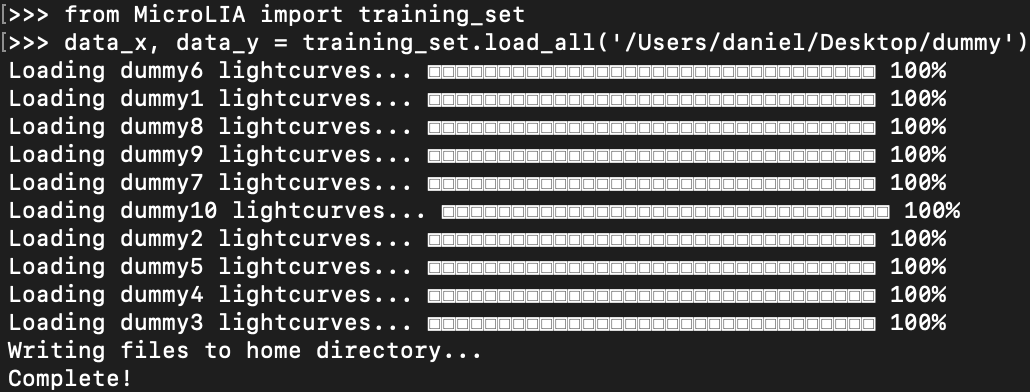 >>> from MicroLIA import training_set
>>> data_x, data_y = training_set.load_all('/Users/daniel/Desktop/dummy')
Loading dummy6 lightcurves... 100%
Loading dummy1 lightcurves... 100%
Loading dummy8 lightcurves... 100%
Loading dummy9 lightcurves... 100%
Loading dummy7 lightcurves... 100%
Loading dummy10 lightcurves... 100%
Loading dummy2 lightcurves... 100%
Loading dummy5 lightcurves... 100%
Loading dummy4 lightcurves... 100%
Loading dummy3 lightcurves... 100%
Writing files to home directory...
Complete!